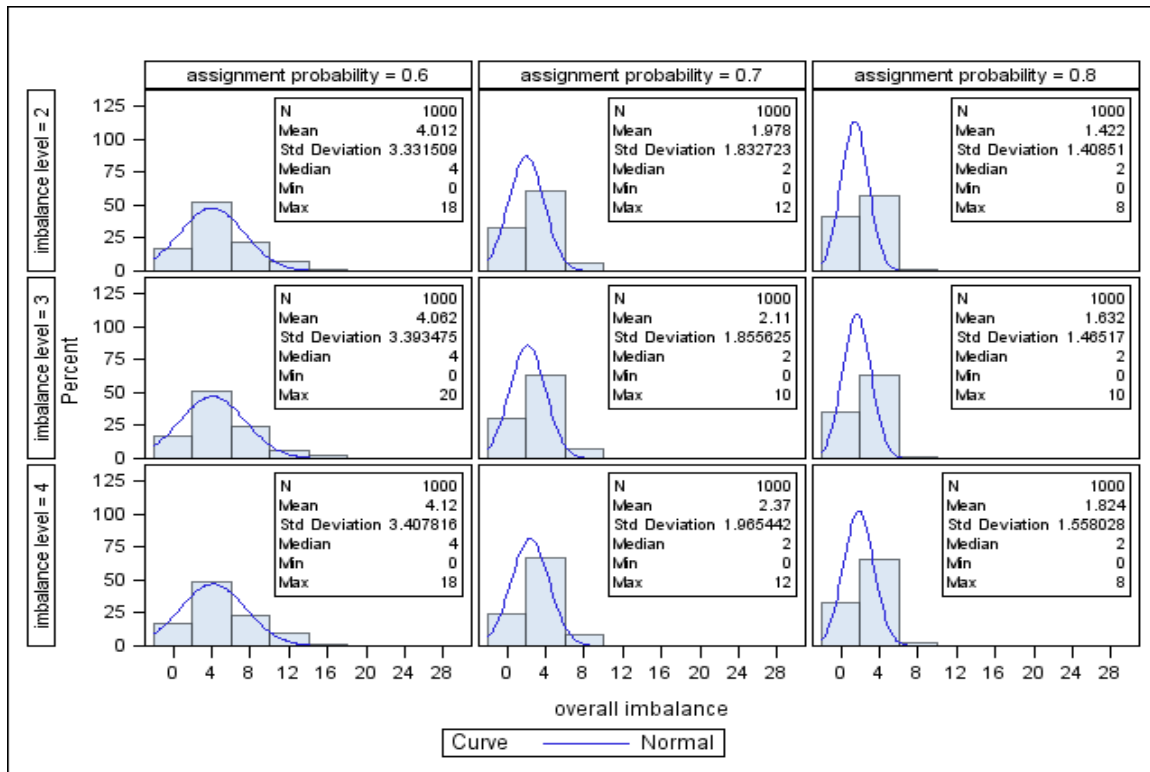 assignment probability = 0.6 assignment probability = 0.7 assignment probability = 0.8
imbalance level = 2
125
100
75
50
25
0
N 1000
Mean 4.012
Std Deviation 3.331509
Median 4
Min 0
Max 18
N 1000
Mean 1.978
Std Deviation 1.832723
Median 2
Min 0
Max 12
N 1000
Mean 1.422
Std Deviation 1.40851
Median 2
Min 0
Max 8
Percent
imbalance level = 3
125
100
75
50
25
0
N 1000
Mean 4.062
Std Deviation 3.393475
Median 4
Min 0
Max 20
N 1000
Mean 2.11
Std Deviation 1.855625
Median 2
Min 0
Max 10
N 1000
Mean 1.632
Std Deviation 1.46517
Median 2
Min 0
Max 10
imbalance level = 4
125
100
75
50
25
0
N 1000
Mean 4.12
Std Deviation 3.407816
Median 4
Min 0
Max 18
N 1000
Mean 2.37
Std Deviation 1.965442
Median 2
Min 0
Max 12
N 1000
Mean 1.824
Std Deviation 1.558028
Median 2
Min 0
Max 8
0 4 8 12 16 20 24 28 0 4 8 12 16 20 24 28 0 4 8 12 16 20 24 28
overall imbalance
Curve Normal